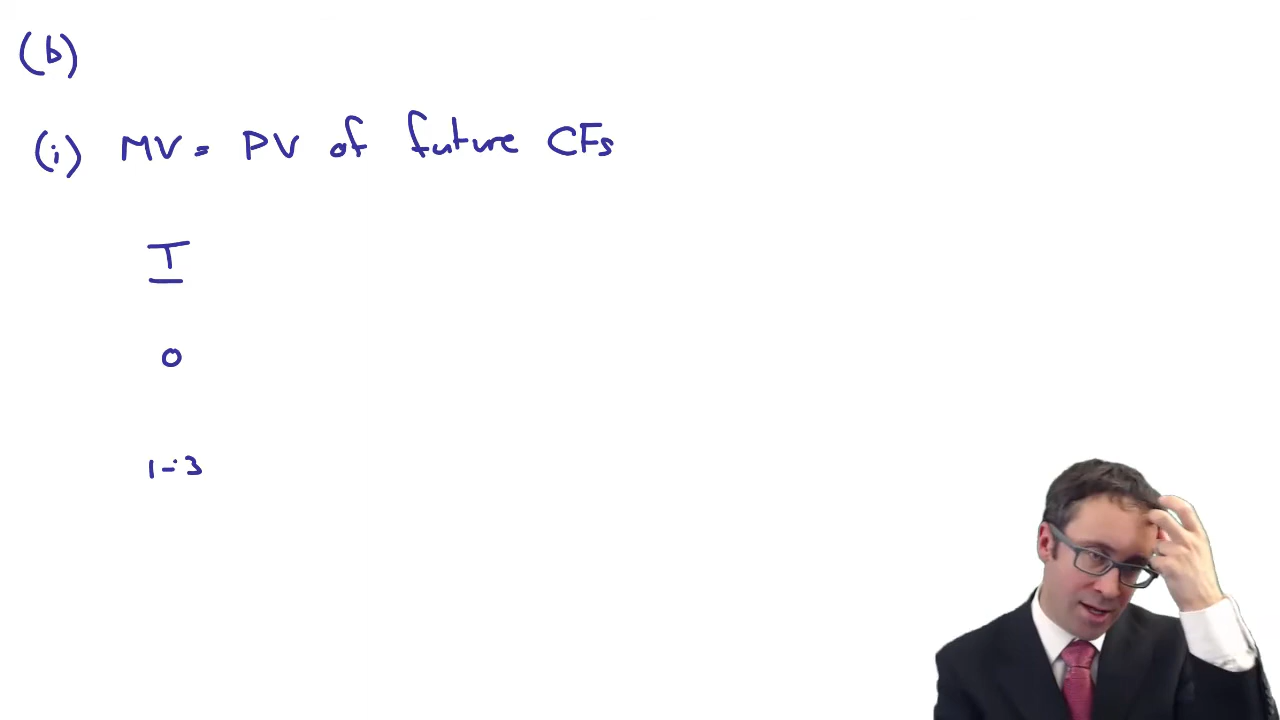 (b)
(i) MV = PV of future CFs
T
0
1-3